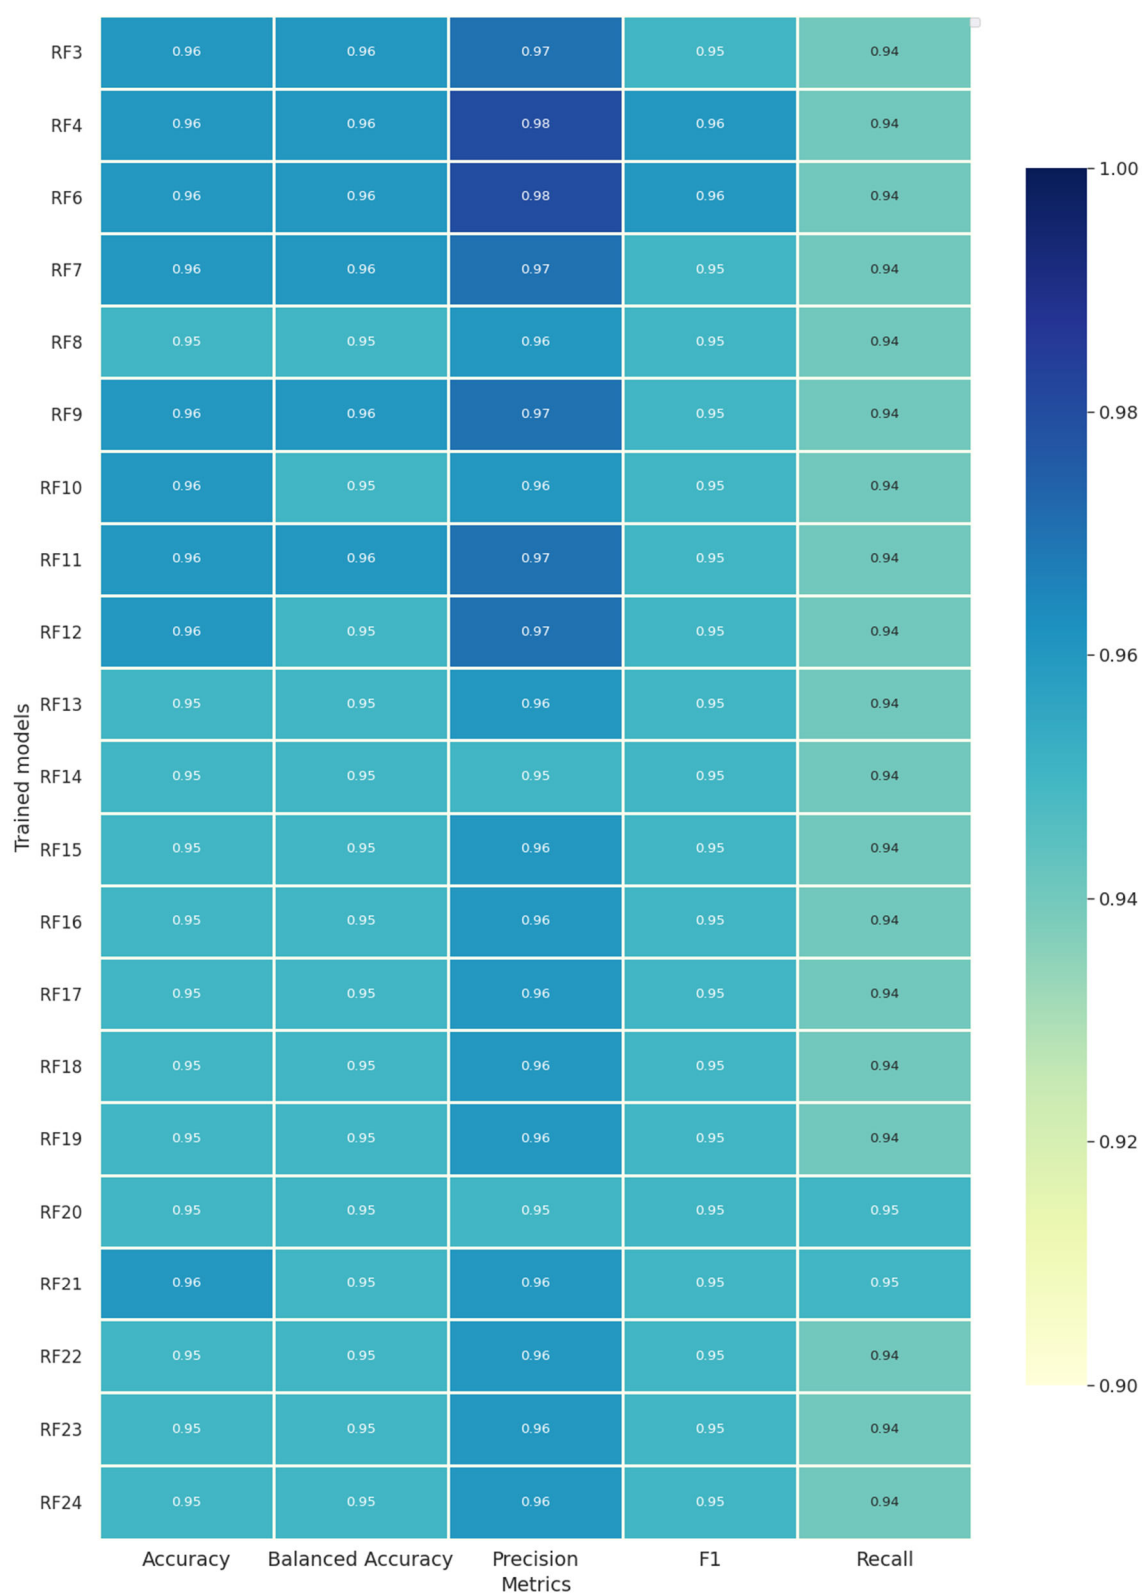 RF3 0.96 0.96 0.97 0.95 0.94
RF4 0.96 0.96 0.98 0.96 0.94
RF6 0.96 0.96 0.98 0.96 0.94
RF7 0.96 0.96 0.97 0.95 0.94
RF8 0.95 0.95 0.96 0.95 0.94
RF9 0.96 0.96 0.97 0.95 0.94
RF10 0.96 0.95 0.96 0.95 0.94
RF11 0.96 0.96 0.97 0.95 0.94
RF12 0.96 0.95 0.97 0.95 0.94
RF13 0.95 0.95 0.96 0.95 0.94
RF14 0.95 0.95 0.95 0.95 0.94
RF15 0.95 0.95 0.96 0.95 0.94
RF16 0.95 0.95 0.96 0.95 0.94
RF17 0.95 0.95 0.96 0.95 0.94
RF18 0.95 0.95 0.96 0.95 0.94
RF19 0.95 0.95 0.96 0.95 0.94
RF20 0.95 0.95 0.95 0.95 0.95
RF21 0.96 0.95 0.96 0.95 0.95
RF22 0.95 0.95 0.96 0.95 0.94
RF23 0.95 0.95 0.96 0.95 0.94
RF24 0.95 0.95 0.96 0.95 0.94
Accuracy Balanced Accuracy Precision F1 Recall
Metrics
Trained models
1.00
0.98
0.96
0.94
0.92
0.90